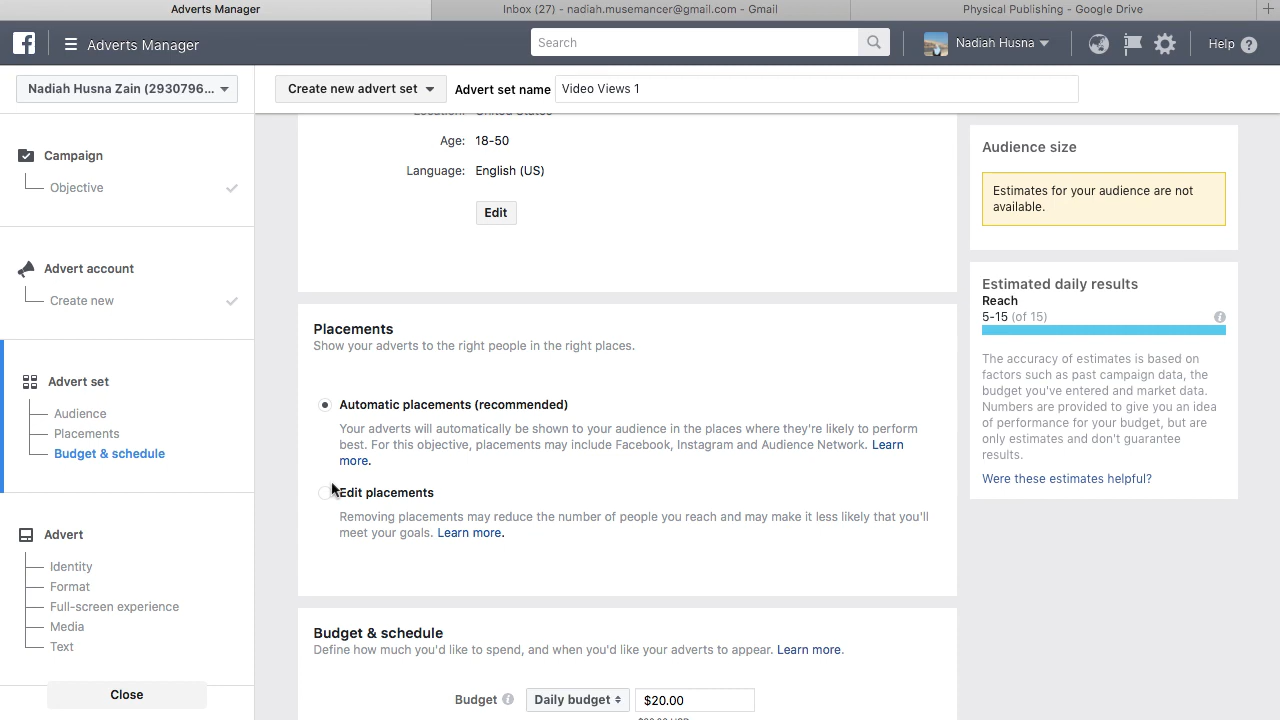 Adverts Manager
Inbox (27) - nadiah.musemancer@gmail.com - Gmail
Physical Publishing - Google Drive
Adverts Manager
Search
Nadiah Husna
Help
Nadiah Husna Zain (2930796...
Create new advert set
Advert set name
Video Views 1
Campaign
Objective
Advert account
Create new
Advert set
Audience
Placements
Budget & schedule
Advert
Identity
Format
Full-screen experience
Media
Text
Close
Location: United States
Age: 18-50
Language: English (US)
Edit
Placements
Show your adverts to the right people in the right places.
Automatic placements (recommended)
Your adverts will automatically be shown to your audience in the places where they're likely to perform
best. For this objective, placements may include Facebook, Instagram and Audience Network. Learn
more.
Edit placements
Removing placements may reduce the number of people you reach and may make it less likely that you'll
meet your goals. Learn more.
Budget & schedule
Define how much you'd like to spend, and when you'd like your adverts to appear. Learn more.
Budget
Daily budget
$20.00
Audience size
Estimates for your audience are not
available.
Estimated daily results
Reach
5-15 (of 15)
The accuracy of estimates is based on
factors such as past campaign data, the
budget you've entered and market data.
Numbers are provided to give you an idea
of performance for your budget, but are
only estimates and don't guarantee
results.
Were these estimates helpful?